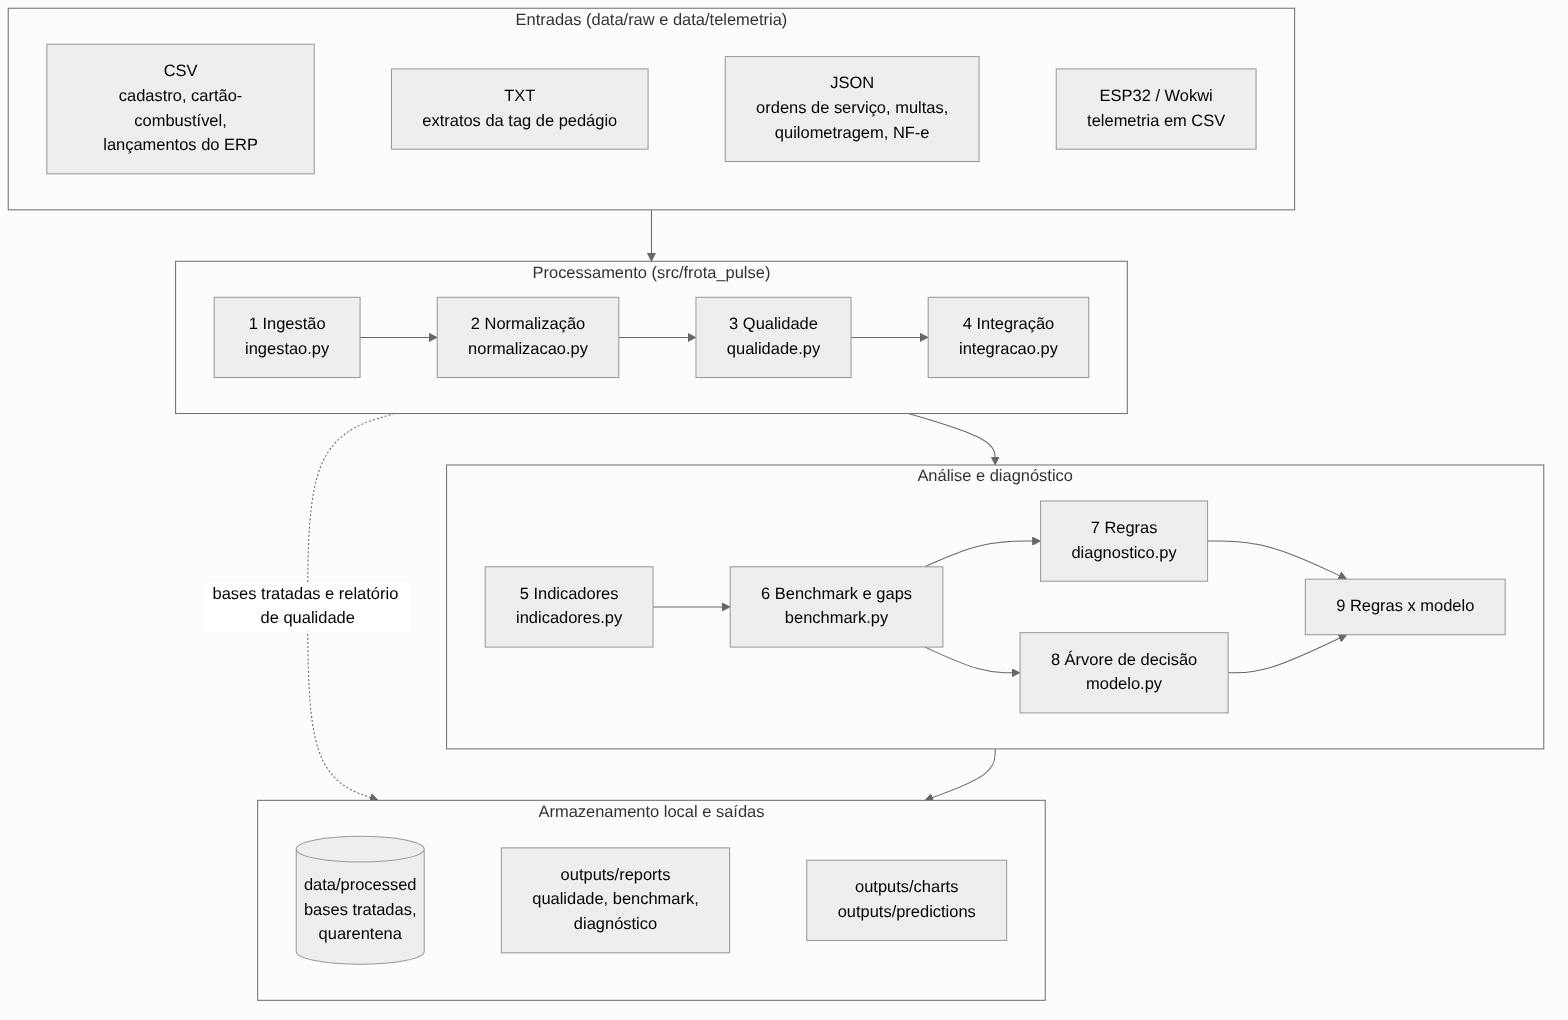 Entradas (data/raw e data/telemetria)
CSV
cadastro, cartão-
combustível,
lançamentos do ERP
TXT
extratos da tag de pedágio
JSON
ordens de serviço, multas,
quilometragem, NF-e
ESP32 / Wokwi
telemetria em CSV
Processamento (src/frota_pulse)
1 Ingestão
ingestao.py
2 Normalização
normalizacao.py
3 Qualidade
qualidade.py
4 Integração
integracao.py
Análise e diagnóstico
5 Indicadores
indicadores.py
6 Benchmark e gaps
benchmark.py
7 Regras
diagnostico.py
8 Árvore de decisão
modelo.py
9 Regras x modelo
bases tratadas e relatório
de qualidade
Armazenamento local e saídas
data/processed
bases tratadas,
quarentena
outputs/reports
qualidade, benchmark,
diagnóstico
outputs/charts
outputs/predictions